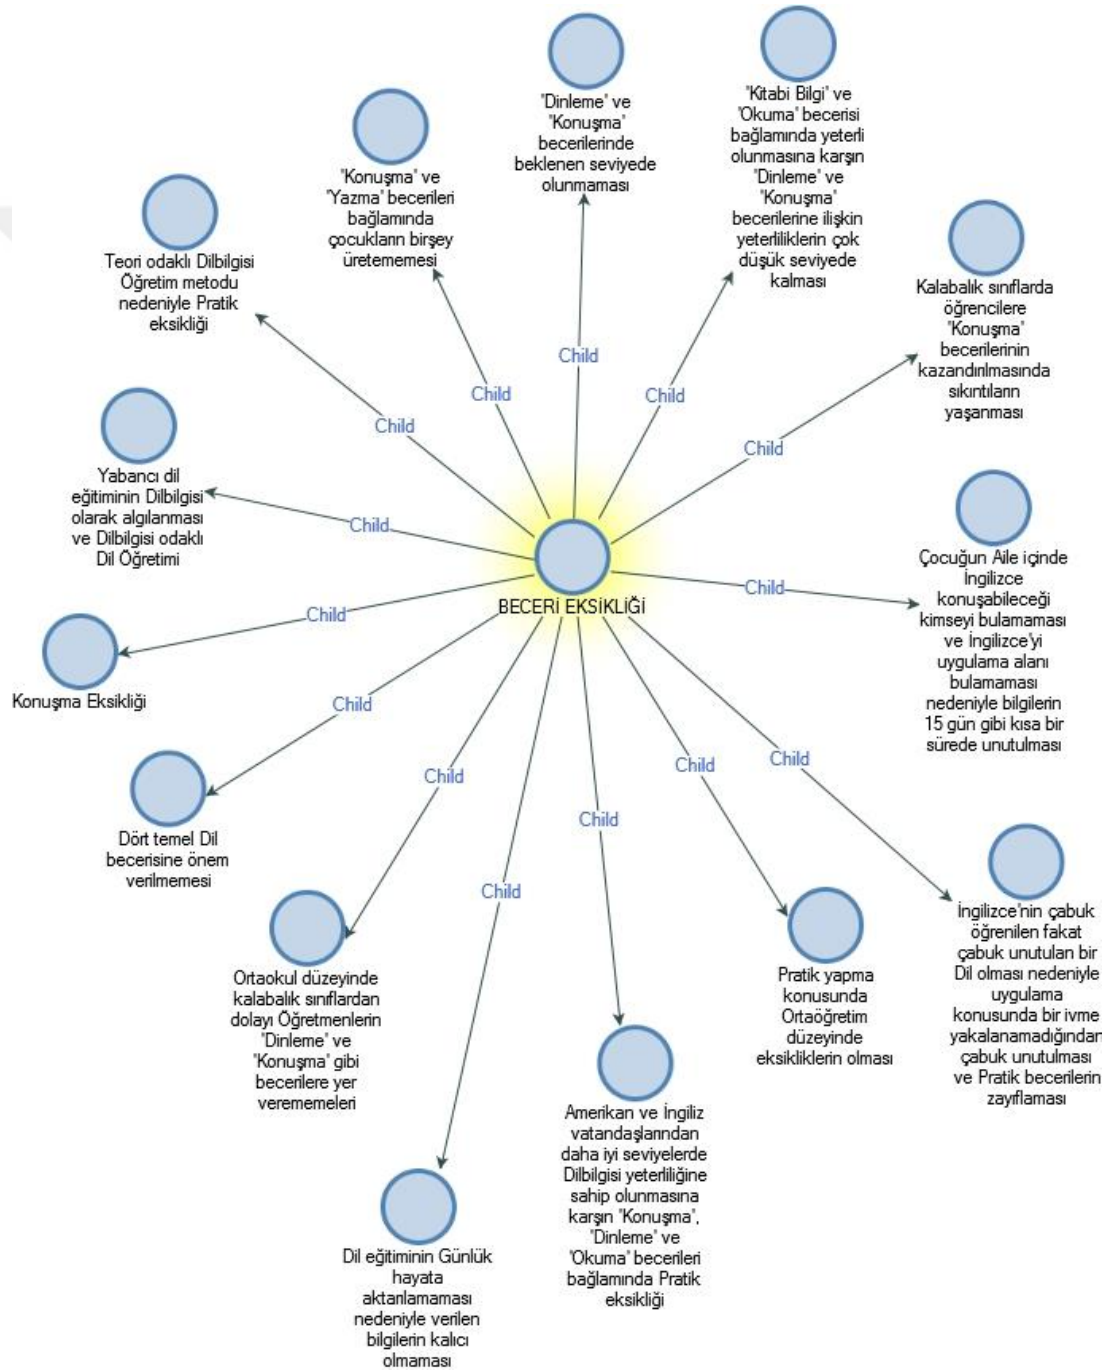 'Dinleme' ve
'Konuşma'
becerilerinde
beklenen seviyede
olunmaması
'Kitabi Bilgi' ve
'Okuma' becerisi
bağlamında yeterli
olunmasına karşın
'Dinleme' ve
'Konuşma'
becerilerine ilişkin
yeterliliklerin çok
düşük seviyede
kalması
'Konuşma' ve
'Yazma' becerileri
bağlamında
çocukların birşey
üretememesi
Teori odaklı Dilbilgisi
Öğretim metodu
nedeniyle Pratik
eksikliği
Kalabalık sınıflarda
öğrencilere
'Konuşma'
becerilerinin
kazandırılmasında
sıkıntıların
yaşanması
Child
Child
Child
Child
Child
Yabancı dil
eğitiminin Dilbilgisi
olarak algılanması
ve Dilbilgisi odaklı
Dil Öğretimi
Child
BECERİ EKSİKLİĞİ
Child
Çocuğun Aile içinde
İngilizce
konuşabileceği
kimseyi bulamaması
ve İngilizce'yi
uygulama alanı
bulamaması
nedeniyle bilgilerin
15 gün gibi kısa bir
sürede unutulması
Child
Konuşma Eksikliği
Child
Child
Child
Child
Child
Child
Dört temel Dil
becerisine önem
verilmemesi
Ortaokul düzeyinde
kalabalık sınıflardan
dolayı Öğretmenlerin
'Dinleme' ve
'Konuşma' gibi
becerilere yer
verememeleri
Pratik yapma
konusunda
Ortaöğretim
düzeyinde
eksikliklerin olması
İngilizce'nin çabuk
öğrenilen fakat
çabuk unutulan bir
Dil olması nedeniyle
uygulama
konusunda bir ivme
yakalanamadığından
çabuk unutulması
ve Pratik becerilerin
zayıflaması
Amerikan ve İngiliz
vatandaşlarından
daha iyi seviyelerde
Dilbilgisi yeterliliğine
sahip olunmasına
karşın 'Konuşma',
'Dinleme' ve
'Okuma' becerileri
bağlamında Pratik
eksikliği
Dil eğitiminin Günlük
hayata
aktarılamaması
nedeniyle verilen
bilgilerin kalıcı
olmaması